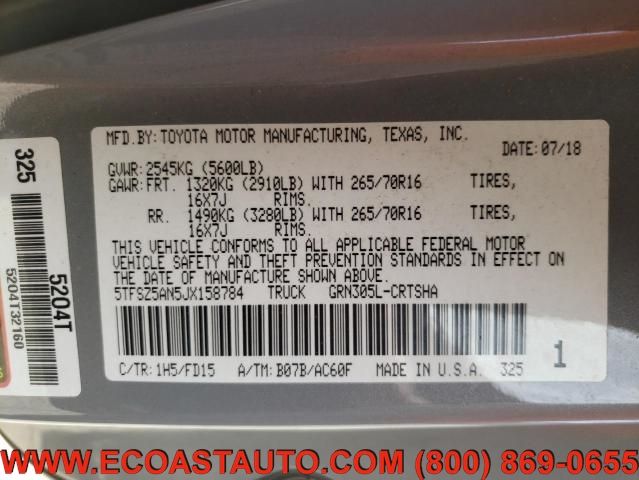 MFD.BY:TOYOTA MOTOR MANUFACTURING, TEXAS, INC.
DATE:07/18
GVWR:2545KG (5600LB)
GAWR:FRT. 1320KG (2910LB) WITH 265/70R16 TIRES,
16X7J RIMS.
RR. 1490KG (3280LB) WITH 265/70R16 TIRES,
16X7J RIMS.
THIS VEHICLE CONFORMS TO ALL APPLICABLE FEDERAL MOTOR
VEHICLE SAFETY AND THEFT PREVENTION STANDARDS IN EFFECT ON
THE DATE OF MANUFACTURE SHOWN ABOVE.
5TFSZ5AN5JX158784 TRUCK GRN305L-CRTSHA
C/TR:1H5/FD15 A/TM:B07B/AC60F MADE IN U.S.A. 325
1
325
5204T
5204T32160
WWW.ECOASTAUTO.COM (800) 869-0655